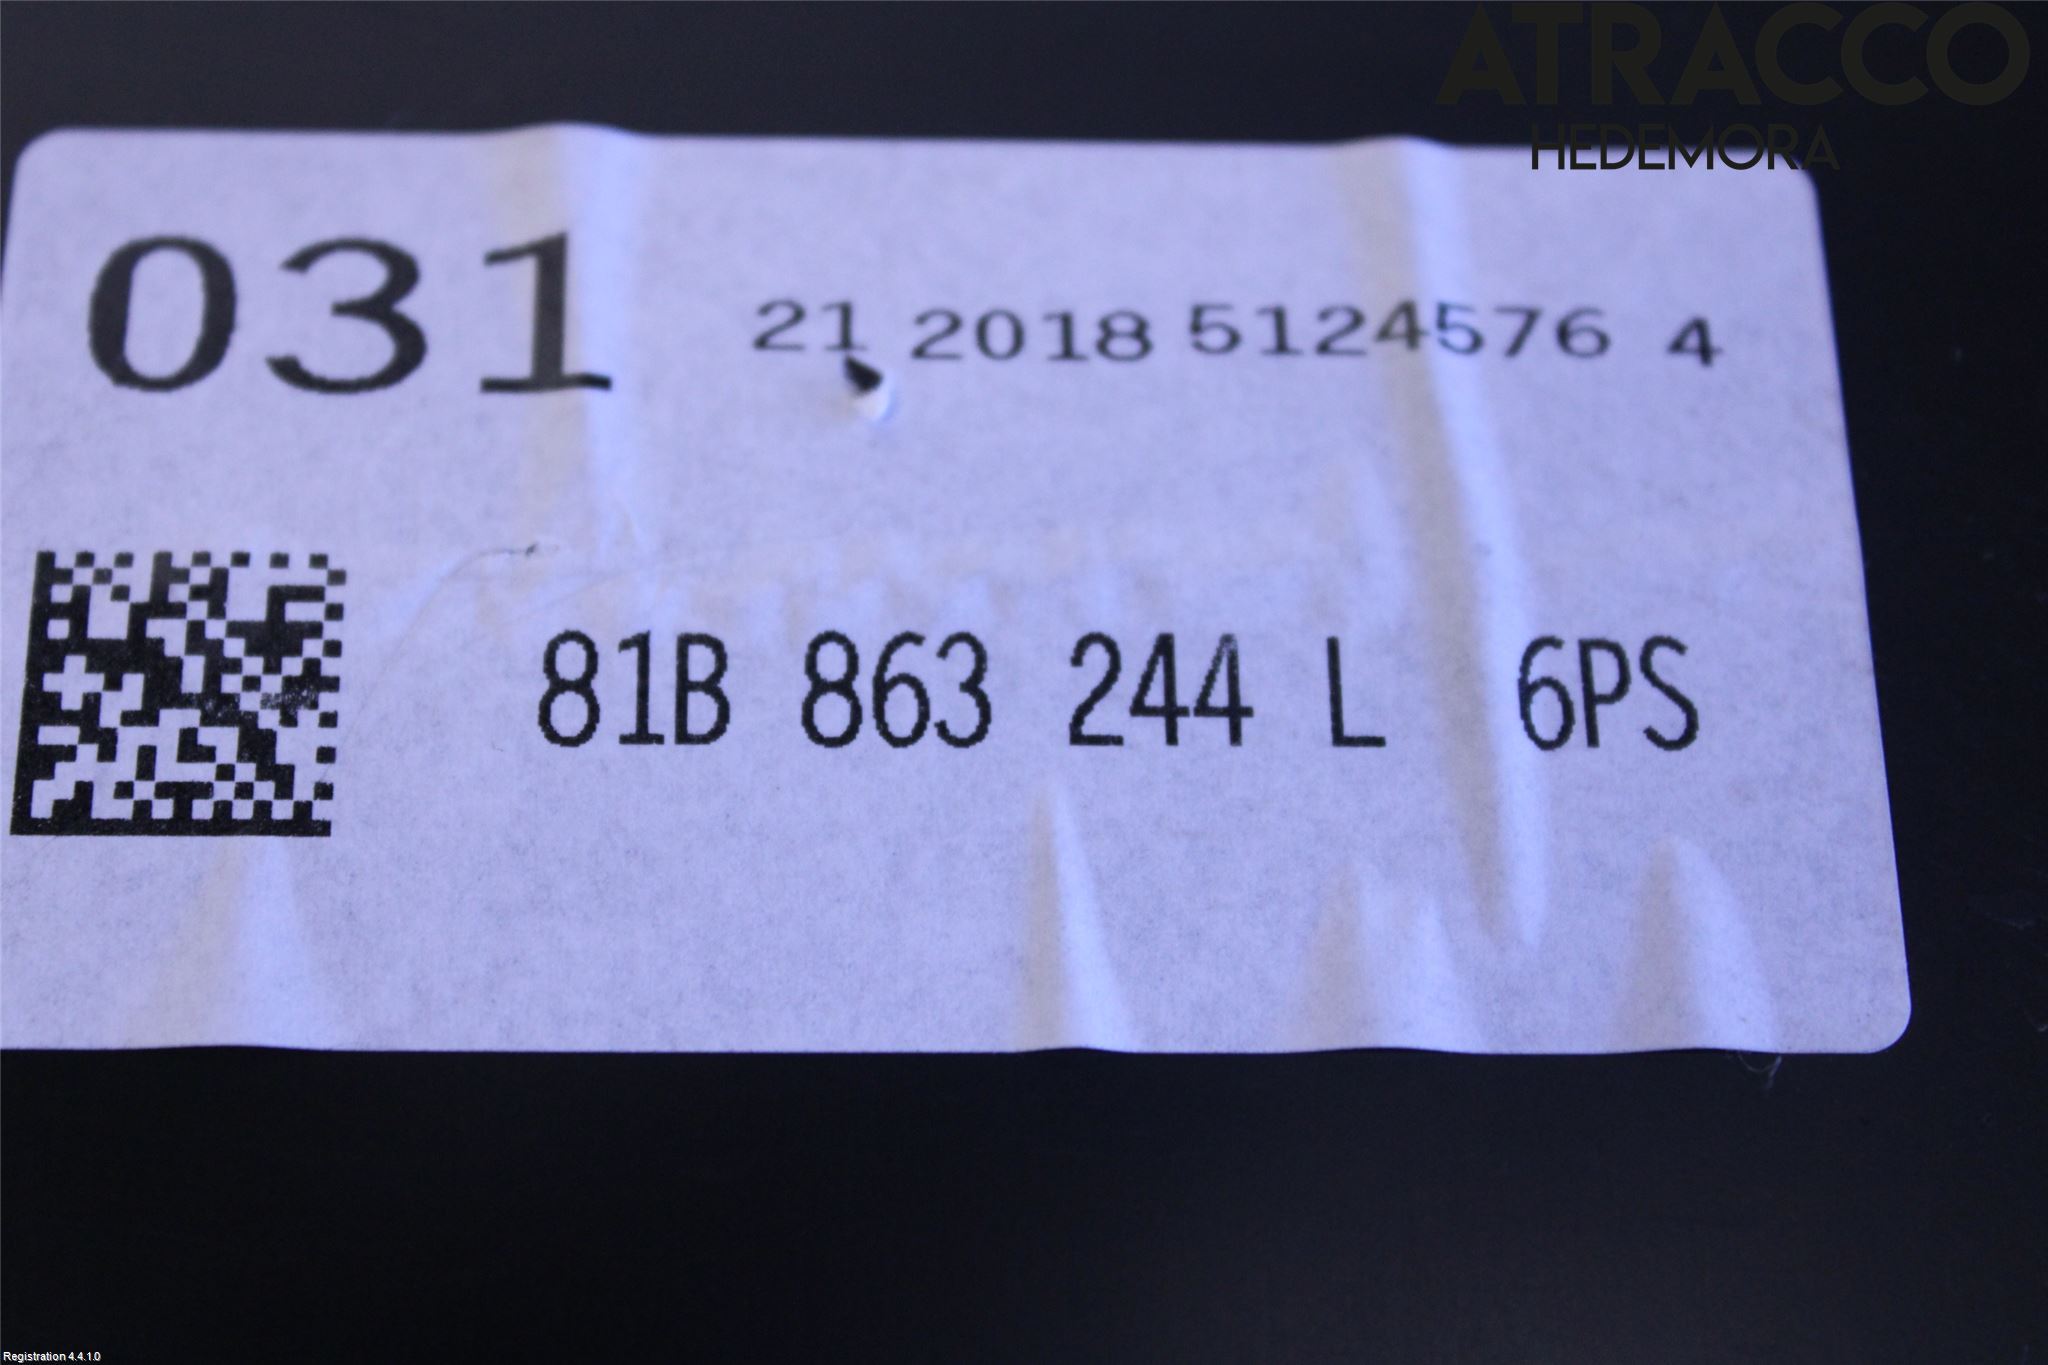 ATRACCO
HEDEMORA
031
21 2018 5124576 4
81B 863 244 L 6PS
Registration 4.4.1.0